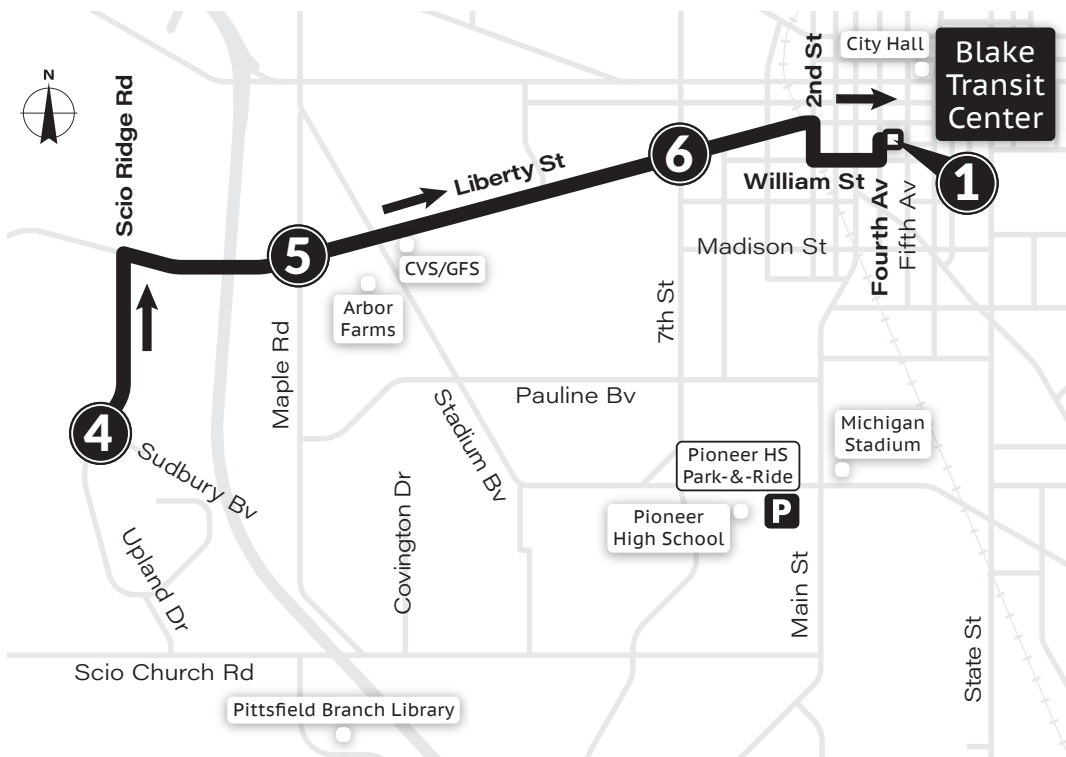 N
Scio Ridge Rd
2nd St
City Hall
Blake
Transit
Center
6
Liberty St
William St
1
Fourth Av
Fifth Av
5
Madison St
CVS/GFS
Arbor
Farms
7th St
Maple Rd
Pauline Bv
4
Sudbury Bv
Stadium Bv
Michigan
Stadium
Pioneer HS
Park-&-Ride
P
Pioneer
High School
Upland Dr
Covington Dr
Main St
State St
Scio Church Rd
Pittsfield Branch Library